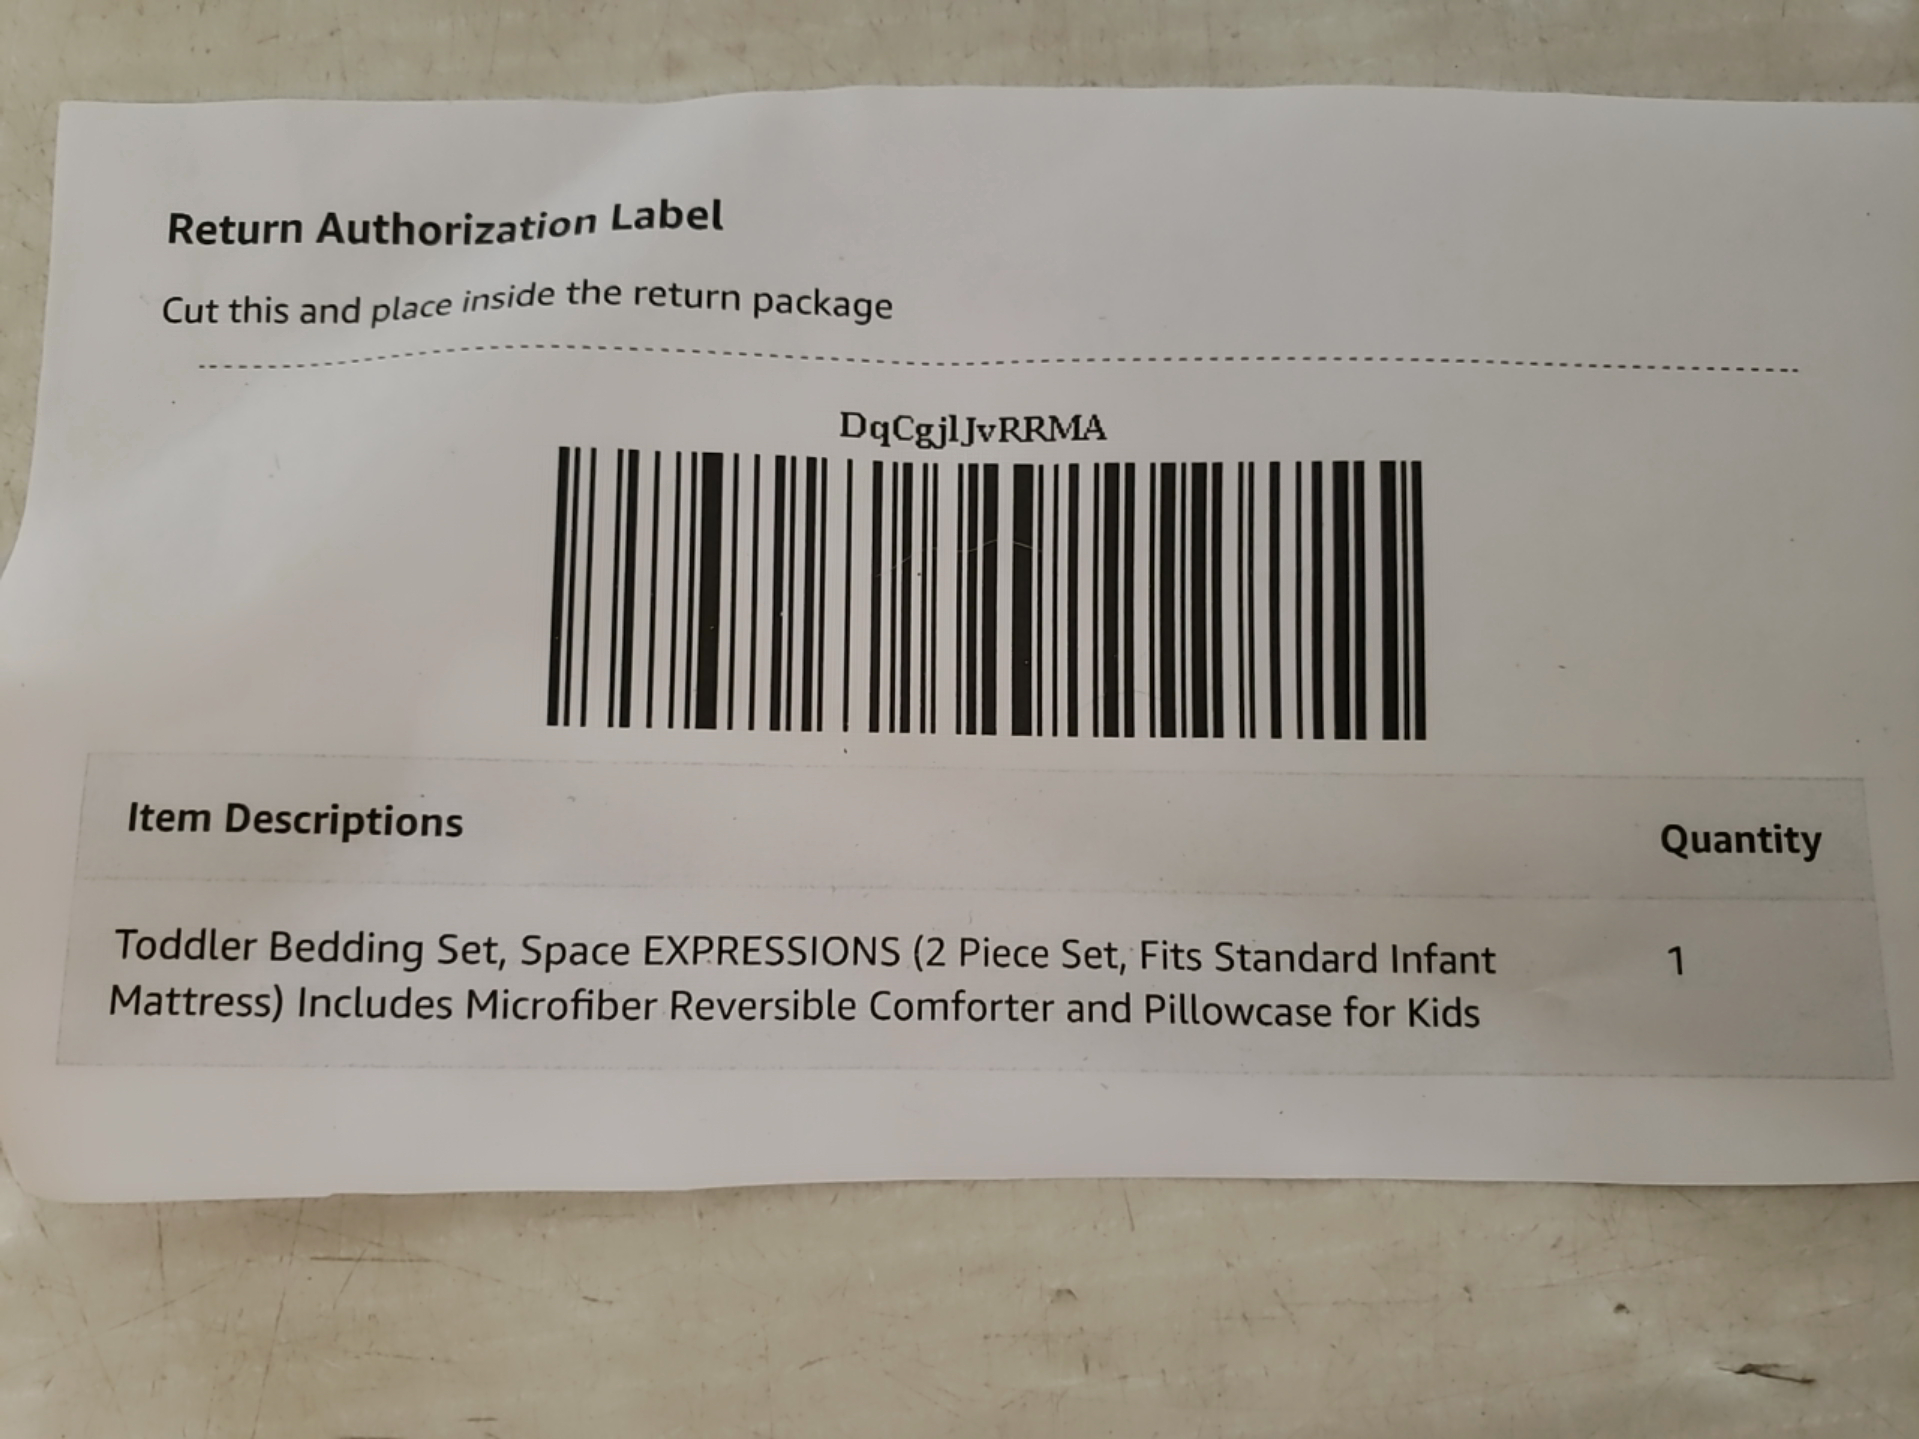 Return Authorization Label
Cut this and place inside the return package
DqCgjlJvRRMA
Item Descriptions
Quantity
Toddler Bedding Set, Space EXPRESSIONS (2 Piece Set, Fits Standard Infant
1
Mattress) Includes Microfiber Reversible Comforter and Pillowcase for Kids